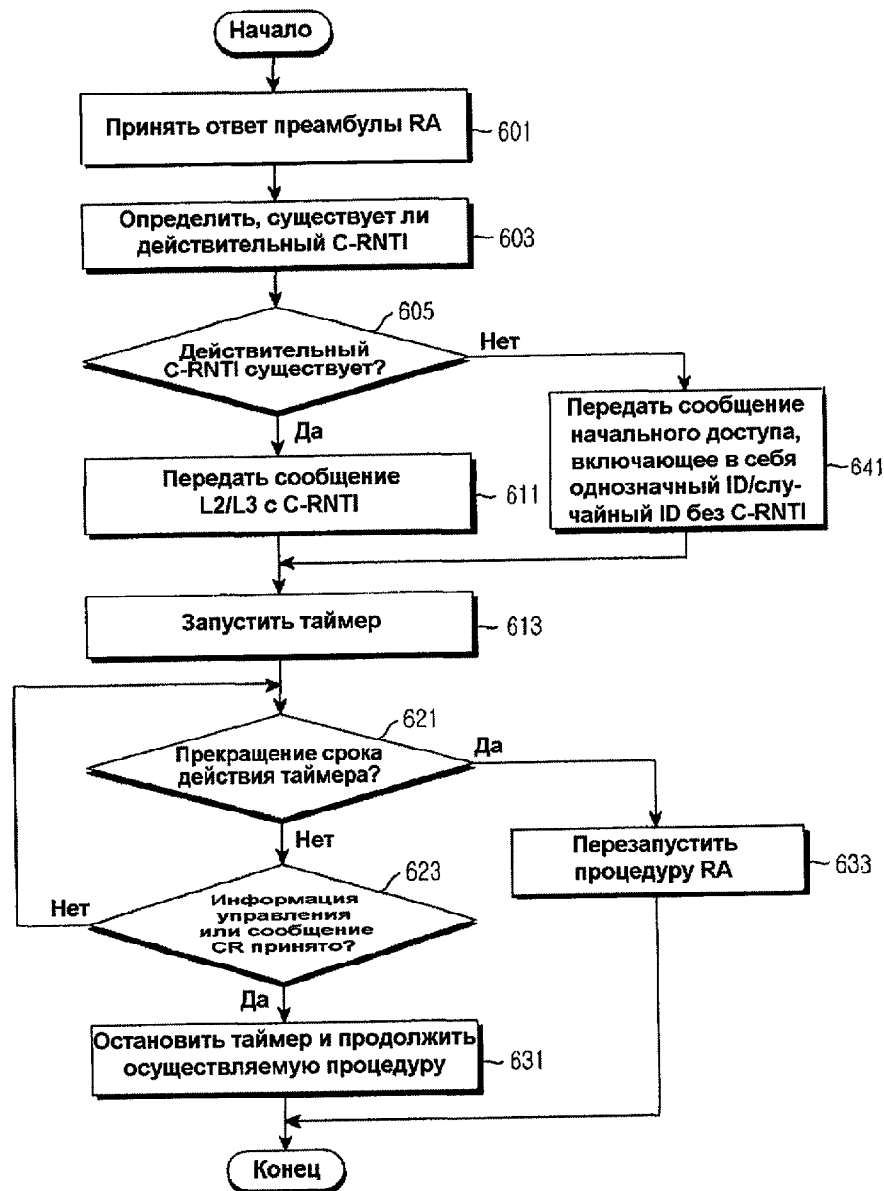 Начало
Принять ответ преамбулы RA
601
Определить, существует ли
действительный C-RNTI
603
605
Действительный
C-RNTI существует?
Нет
Да
Передать сообщение
L2/L3 с C-RNTI
611
Передать сообщение
начального доступа,
включающее в себя
однозначный ID/слу-
чайный ID без C-RNTI
641
Запустить таймер
613
621
Прекращение срока
действия таймера?
Да
Нет
Перезапустить
процедуру RA
633
623
Информация
управления
или сообщение
CR принято?
Нет
Да
Остановить таймер и продолжить
осуществляемую процедуру
631
Конец